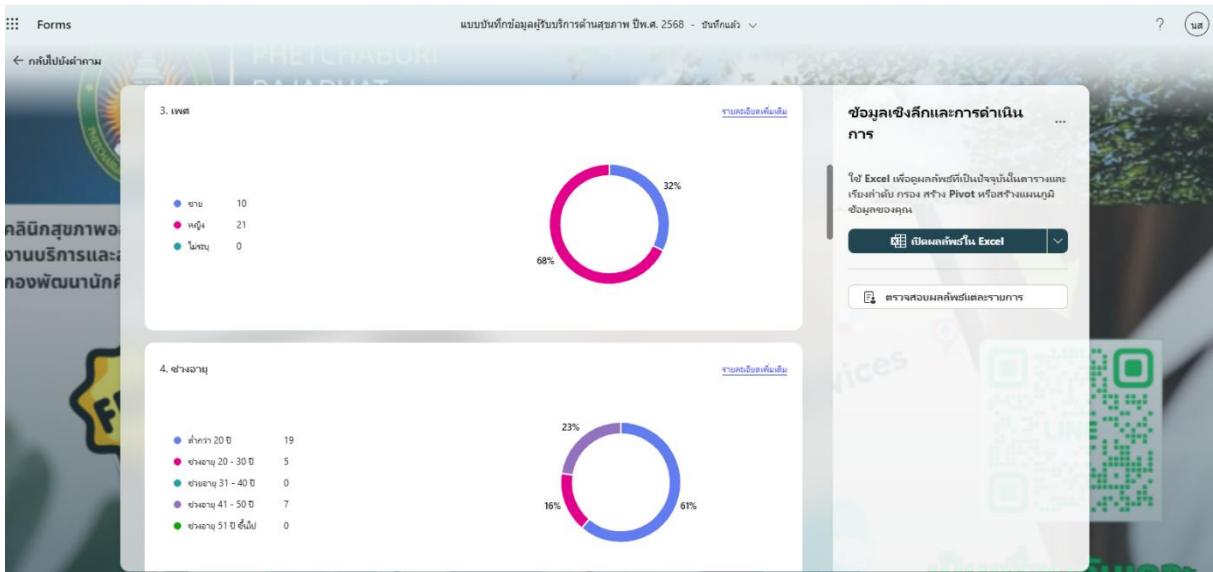 Forms
แบบบันทึกข้อมูลผู้รับบริการด้านสุขภาพ ปีพ.ศ. 2568 - บันทึกแล้ว
?
นส
← กลับไปยังคำถาม
PHETCHABURI
RAJABHAT
3. เพศ
รายละเอียดเพิ่มเติม
ชาย 10
หญิง 21
ไม่ระบุ 0
32%
68%
4. ช่วงอายุ
รายละเอียดเพิ่มเติม
ต่ำกว่า 20 ปี 19
ช่วงอายุ 20 - 30 ปี 5
ช่วยอายุ 31 - 40 ปี 0
ช่วงอายุ 41 - 50 ปี 7
ช่วงอายุ 51 ปี ขึ้นไป 0
23%
16%
61%
ข้อมูลเชิงลึกและการดำเนิน
การ
...
ใช้ Excel เพื่อดูผลลัพธ์ที่เป็นปัจจุบันในตารางและ
เรียงลำดับ กรอง สร้าง Pivot หรือสร้างแผนภูมิ
ข้อมูลของคุณ
เปิดผลลัพธ์ใน Excel
ตรวจสอบผลลัพธ์แต่ละรายการ
คลินิกสุขภาพอ
งานบริการและส
กองพัฒนานักศึ
vices
LINE